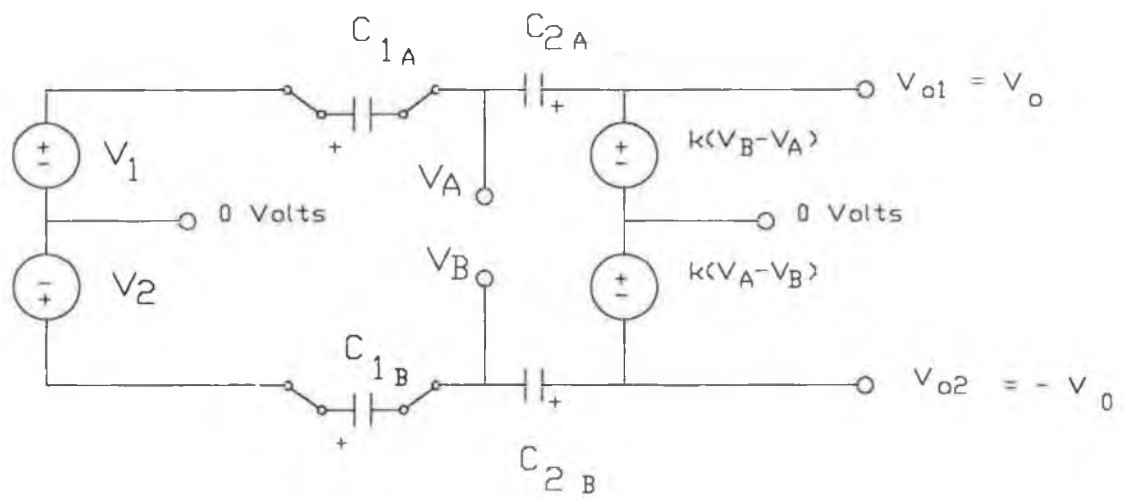 C1A
C2A
Vo1 = Vo
+
+
+
-
V1
k(VB-VA)
+
-
VA
0 Volts
0 Volts
VB
-
+
V2
k(VA-VB)
+
-
C1B
Vo2 = - V0
+
+
C2B